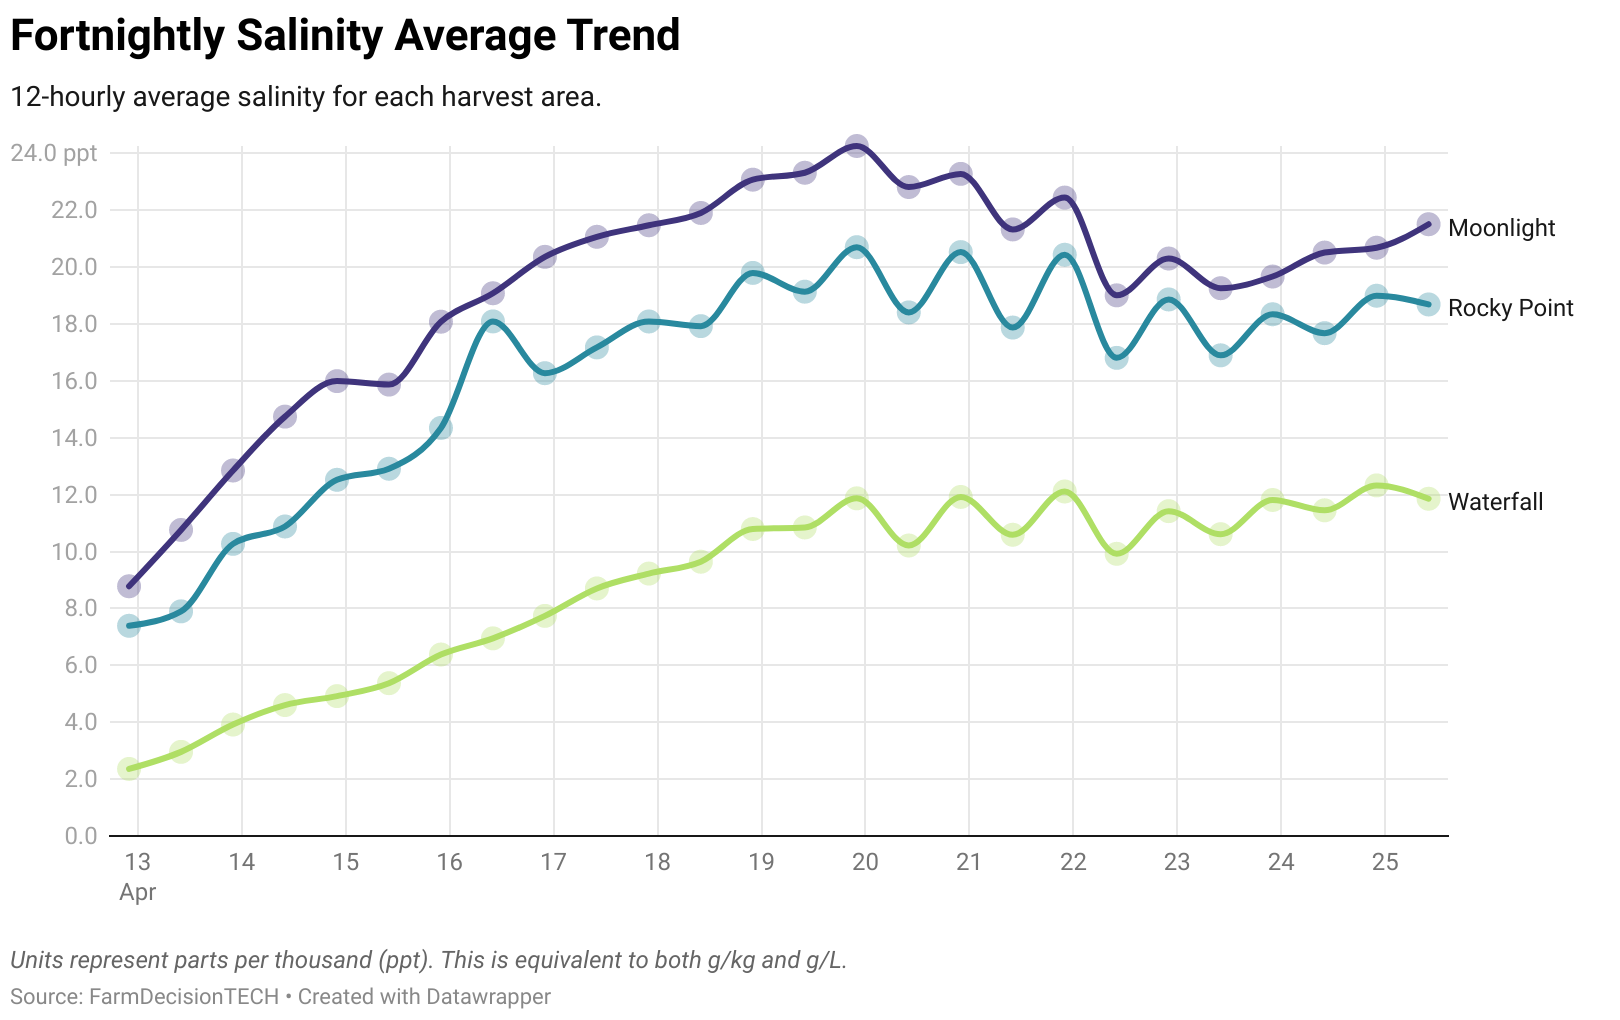 Fortnightly Salinity Average Trend
12-hourly average salinity for each harvest area.
24.0 ppt
22.0
20.0
18.0
16.0
14.0
12.0
10.0
8.0
6.0
4.0
2.0
0.0
Moonlight
Rocky Point
Waterfall
13 14 15 16 17 18 19 20 21 22 23 24 25
Apr
Units represent parts per thousand (ppt). This is equivalent to both g/kg and g/L.
Source: FarmDecisionTECH • Created with Datawrapper